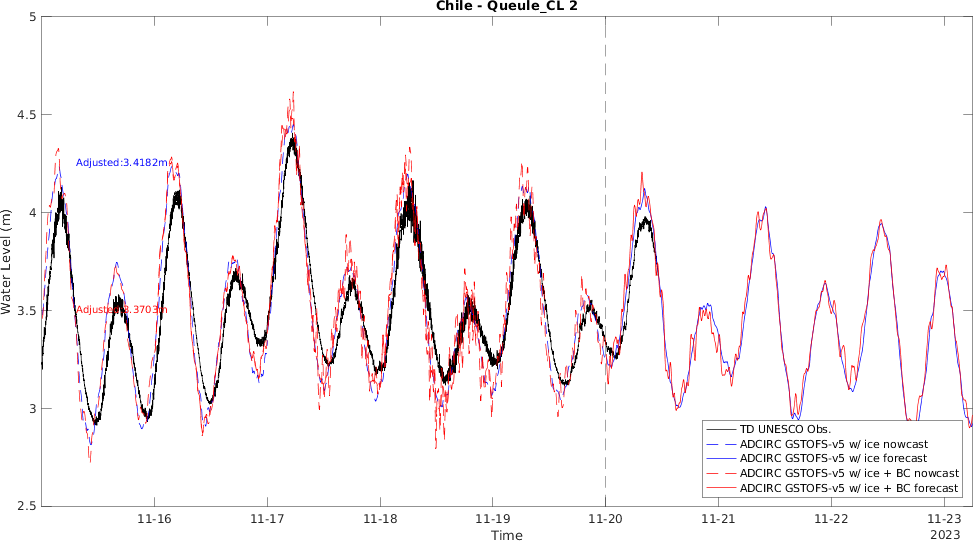 Chile - Queule_CL 2
5
4.5
4
3.5
3
2.5
Water Level (m)
Adjusted:3.4182m
Adjusted:3.3703m
11-16
11-17
11-18
11-19
11-20
11-21
11-22
11-23
2023
Time
TD UNESCO Obs.
ADCIRC GSTOFS-v5 w/ ice nowcast
ADCIRC GSTOFS-v5 w/ ice forecast
ADCIRC GSTOFS-v5 w/ ice + BC nowcast
ADCIRC GSTOFS-v5 w/ ice + BC forecast